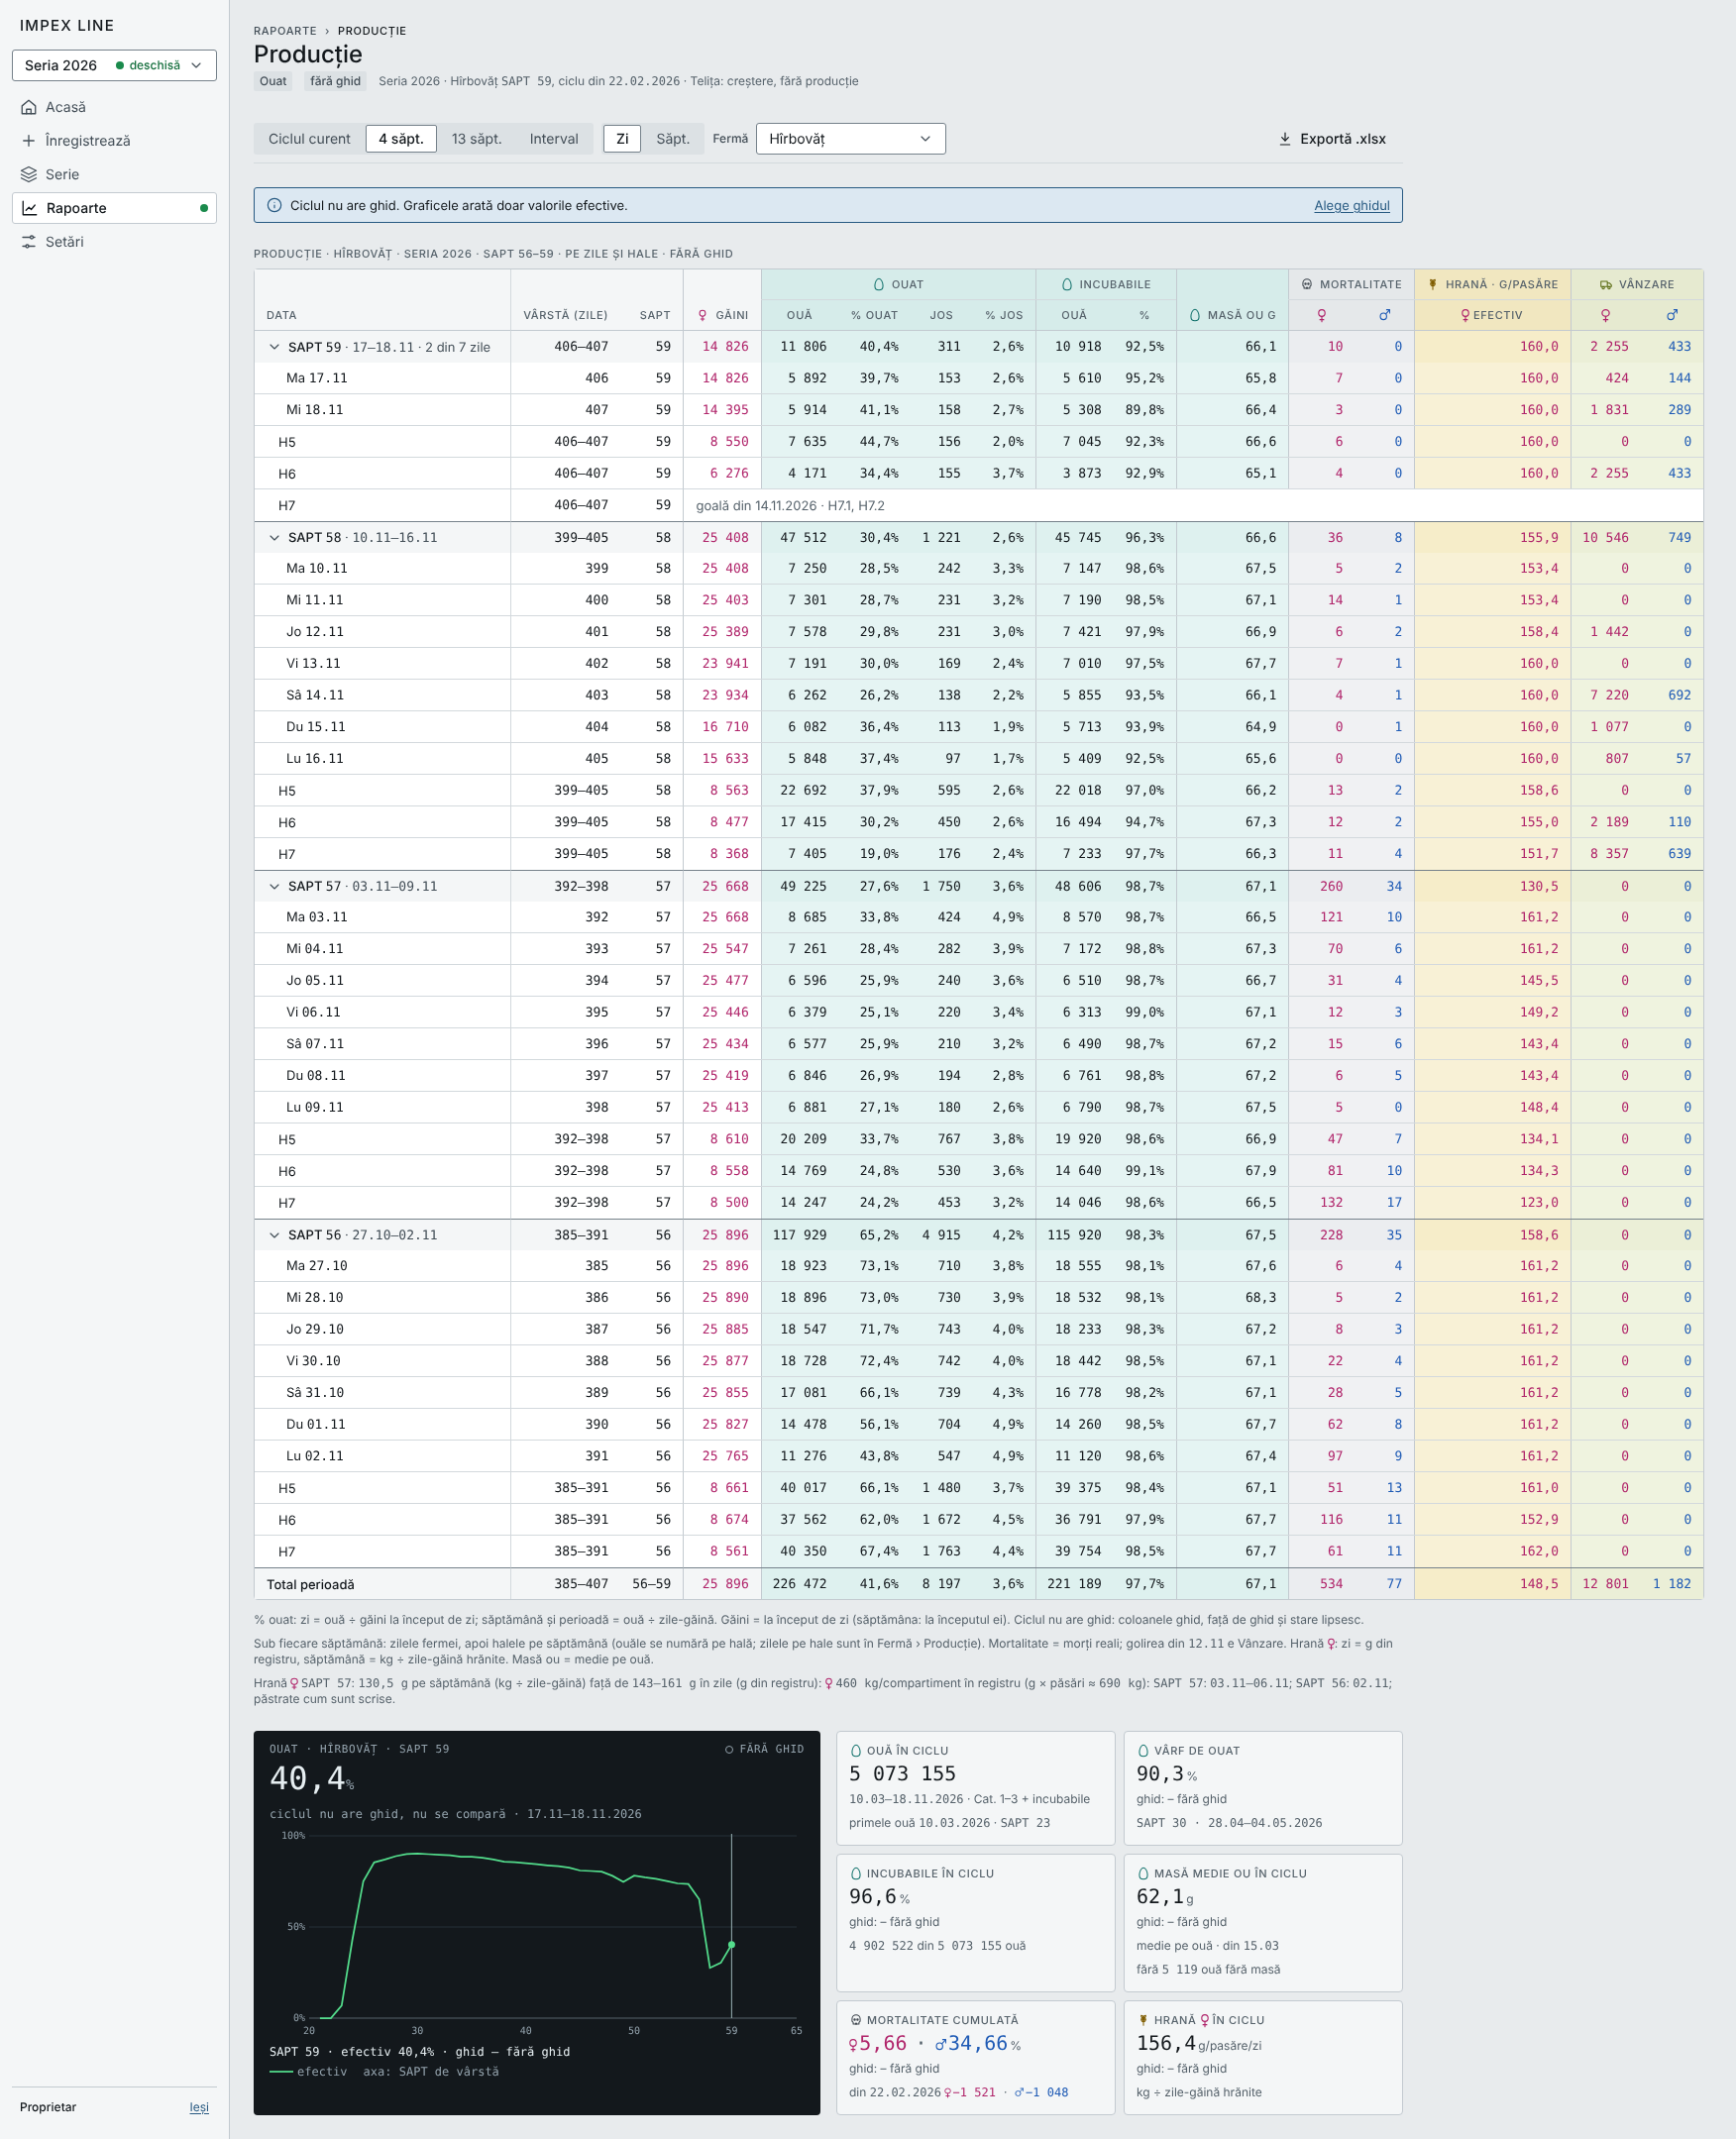 IMPEX LINE
Seria 2026 deschisă
Acasă
Înregistrează
Serie
Rapoarte
Setări
Proprietar Ieși
RAPOARTE › PRODUCȚIE
Producție
Ouat fără ghid Seria 2026 · Hîrbovăț SAPT 59, ciclu din 22.02.2026 · Telița: creștere, fără producție
Ciclul curent 4 săpt. 13 săpt. Interval Zi Săpt. Fermă Hîrbovăț Exportă .xlsx
Ciclul nu are ghid. Graficele arată doar valorile efective. Alege ghidul
PRODUCȚIE · HÎRBOVĂȚ · SERIA 2026 · SAPT 56–59 · PE ZILE ȘI HALE · FĂRĂ GHID
OUAT INCUBABILE MORTALITATE HRANĂ · G/PASĂRE VÂNZARE
DATA VÂRSTĂ (ZILE) SAPT ♀ GĂINI OUĂ % OUAT JOS % JOS OUĂ % MASĂ OU G ♀ ♂ ♀ EFECTIV ♀ ♂
SAPT 59 · 17–18.11 · 2 din 7 zile 406–407 59 14 826 11 806 40,4% 311 2,6% 10 918 92,5% 66,1 10 0 160,0 2 255 433
Ma 17.11 406 59 14 826 5 892 39,7% 153 2,6% 5 610 95,2% 65,8 7 0 160,0 424 144
Mi 18.11 407 59 14 395 5 914 41,1% 158 2,7% 5 308 89,8% 66,4 3 0 160,0 1 831 289
H5 406–407 59 8 550 7 635 44,7% 156 2,0% 7 045 92,3% 66,6 6 0 160,0 0 0
H6 406–407 59 6 276 4 171 34,4% 155 3,7% 3 873 92,9% 65,1 4 0 160,0 2 255 433
H7 406–407 59 goală din 14.11.2026 · H7.1, H7.2
SAPT 58 · 10.11–16.11 399–405 58 25 408 47 512 30,4% 1 221 2,6% 45 745 96,3% 66,6 36 8 155,9 10 546 749
Ma 10.11 399 58 25 408 7 250 28,5% 242 3,3% 7 147 98,6% 67,5 5 2 153,4 0 0
Mi 11.11 400 58 25 403 7 301 28,7% 231 3,2% 7 190 98,5% 67,1 14 1 153,4 0 0
Jo 12.11 401 58 25 389 7 578 29,8% 231 3,0% 7 421 97,9% 66,9 6 2 158,4 1 442 0
Vi 13.11 402 58 23 941 7 191 30,0% 169 2,4% 7 010 97,5% 67,7 7 1 160,0 0 0
Sâ 14.11 403 58 23 934 6 262 26,2% 138 2,2% 5 855 93,5% 66,1 4 1 160,0 7 220 692
Du 15.11 404 58 16 710 6 082 36,4% 113 1,9% 5 713 93,9% 64,9 0 1 160,0 1 077 0
Lu 16.11 405 58 15 633 5 848 37,4% 97 1,7% 5 409 92,5% 65,6 0 0 160,0 807 57
H5 399–405 58 8 563 22 692 37,9% 595 2,6% 22 018 97,0% 66,2 13 2 158,6 0 0
H6 399–405 58 8 477 17 415 30,2% 450 2,6% 16 494 94,7% 67,3 12 2 155,0 2 189 110
H7 399–405 58 8 368 7 405 19,0% 176 2,4% 7 233 97,7% 66,3 11 4 151,7 8 357 639
SAPT 57 · 03.11–09.11 392–398 57 25 668 49 225 27,6% 1 750 3,6% 48 606 98,7% 67,1 260 34 130,5 0 0
Ma 03.11 392 57 25 668 8 685 33,8% 424 4,9% 8 570 98,7% 66,5 121 10 161,2 0 0
Mi 04.11 393 57 25 547 7 261 28,4% 282 3,9% 7 172 98,8% 67,3 70 6 161,2 0 0
Jo 05.11 394 57 25 477 6 596 25,9% 240 3,6% 6 510 98,7% 66,7 31 4 145,5 0 0
Vi 06.11 395 57 25 446 6 379 25,1% 220 3,4% 6 313 99,0% 67,1 12 3 149,2 0 0
Sâ 07.11 396 57 25 434 6 577 25,9% 210 3,2% 6 490 98,7% 67,2 15 6 143,4 0 0
Du 08.11 397 57 25 419 6 846 26,9% 194 2,8% 6 761 98,8% 67,2 6 5 143,4 0 0
Lu 09.11 398 57 25 413 6 881 27,1% 180 2,6% 6 790 98,7% 67,5 5 0 148,4 0 0
H5 392–398 57 8 610 20 209 33,7% 767 3,8% 19 920 98,6% 66,9 47 7 134,1 0 0
H6 392–398 57 8 558 14 769 24,8% 530 3,6% 14 640 99,1% 67,9 81 10 134,3 0 0
H7 392–398 57 8 500 14 247 24,2% 453 3,2% 14 046 98,6% 66,5 132 17 123,0 0 0
SAPT 56 · 27.10–02.11 385–391 56 25 896 117 929 65,2% 4 915 4,2% 115 920 98,3% 67,5 228 35 158,6 0 0
Ma 27.10 385 56 25 896 18 923 73,1% 710 3,8% 18 555 98,1% 67,6 6 4 161,2 0 0
Mi 28.10 386 56 25 890 18 896 73,0% 730 3,9% 18 532 98,1% 68,3 5 2 161,2 0 0
Jo 29.10 387 56 25 885 18 547 71,7% 743 4,0% 18 233 98,3% 67,2 8 3 161,2 0 0
Vi 30.10 388 56 25 877 18 728 72,4% 742 4,0% 18 442 98,5% 67,1 22 4 161,2 0 0
Sâ 31.10 389 56 25 855 17 081 66,1% 739 4,3% 16 778 98,2% 67,1 28 5 161,2 0 0
Du 01.11 390 56 25 827 14 478 56,1% 704 4,9% 14 260 98,5% 67,7 62 8 161,2 0 0
Lu 02.11 391 56 25 765 11 276 43,8% 547 4,9% 11 120 98,6% 67,4 97 9 161,2 0 0
H5 385–391 56 8 661 40 017 66,1% 1 480 3,7% 39 375 98,4% 67,1 51 13 161,0 0 0
H6 385–391 56 8 674 37 562 62,0% 1 672 4,5% 36 791 97,9% 67,7 116 11 152,9 0 0
H7 385–391 56 8 561 40 350 67,4% 1 763 4,4% 39 754 98,5% 67,7 61 11 162,0 0 0
Total perioadă 385–407 56–59 25 896 226 472 41,6% 8 197 3,6% 221 189 97,7% 67,1 534 77 148,5 12 801 1 182
% ouat: zi = ouă ÷ găini la început de zi; săptămână și perioadă = ouă ÷ zile-găină. Găini = la început de zi (săptămâna: la începutul ei). Ciclul nu are ghid: coloanele ghid, față de ghid și stare lipsesc.
Sub fiecare săptămână: zilele fermei, apoi halele pe săptămână (ouăle se numără pe hală; zilele pe hale sunt în Fermă › Producție). Mortalitate = morți reali; golirea din 12.11 e Vânzare. Hrană ♀: zi = g din
registru, săptămână = kg ÷ zile-găină hrănite. Masă ou = medie pe ouă.
Hrană ♀ SAPT 57: 130,5 g pe săptămână (kg ÷ zile-găină) față de 143–161 g în zile (g din registru): ♀ 460 kg/compartiment în registru (g × păsări ≈ 690 kg): SAPT 57: 03.11–06.11; SAPT 56: 02.11;
păstrate cum sunt scrise.
OUAT · HÎRBOVĂȚ · SAPT 59 FĂRĂ GHID
40,4%
ciclul nu are ghid, nu se compară · 17.11–18.11.2026
100%
50%
0%
20 30 40 50 59 65
SAPT 59 · efectiv 40,4% · ghid — fără ghid
efectiv axa: SAPT de vârstă
OUĂ ÎN CICLU
5 073 155
10.03–18.11.2026 · Cat. 1–3 + incubabile
primele ouă 10.03.2026 · SAPT 23
VÂRF DE OUAT
90,3 %
ghid: – fără ghid
SAPT 30 · 28.04–04.05.2026
INCUBABILE ÎN CICLU
96,6 %
ghid: – fără ghid
4 902 522 din 5 073 155 ouă
MASĂ MEDIE OU ÎN CICLU
62,1 g
ghid: – fără ghid
medie pe ouă · din 15.03
fără 5 119 ouă fără masă
MORTALITATE CUMULATĂ
♀5,66 · ♂34,66 %
ghid: – fără ghid
din 22.02.2026 ♀−1 521 · ♂−1 048
HRANĂ ♀ ÎN CICLU
156,4 g/pasăre/zi
ghid: – fără ghid
kg ÷ zile-găină hrănite